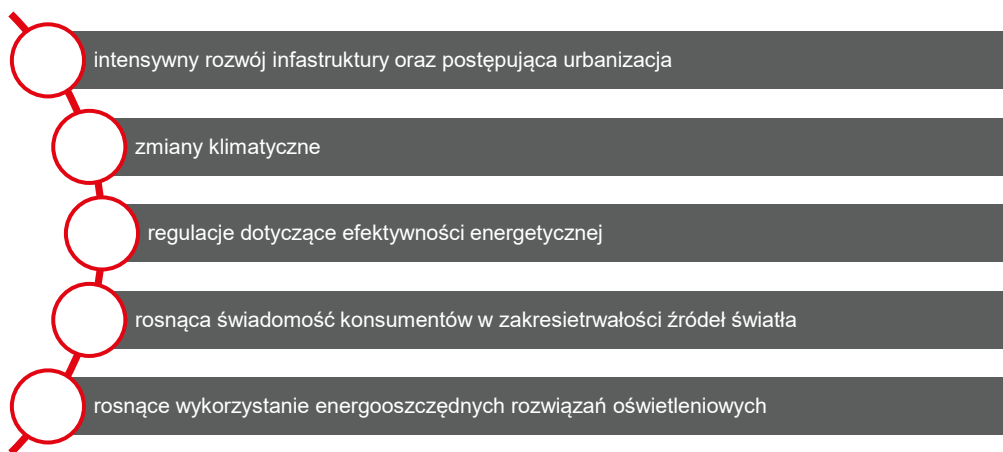 intensywny rozwój infastruktury oraz postępująca urbanizacja
zmiany klimatyczne
regulacje dotyczące efektywności energetycznej
rosnąca świadomość konsumentów w zakresietrwałości źródeł światła
rosnące wykorzystanie energooszczędnych rozwiązań oświetleniowych